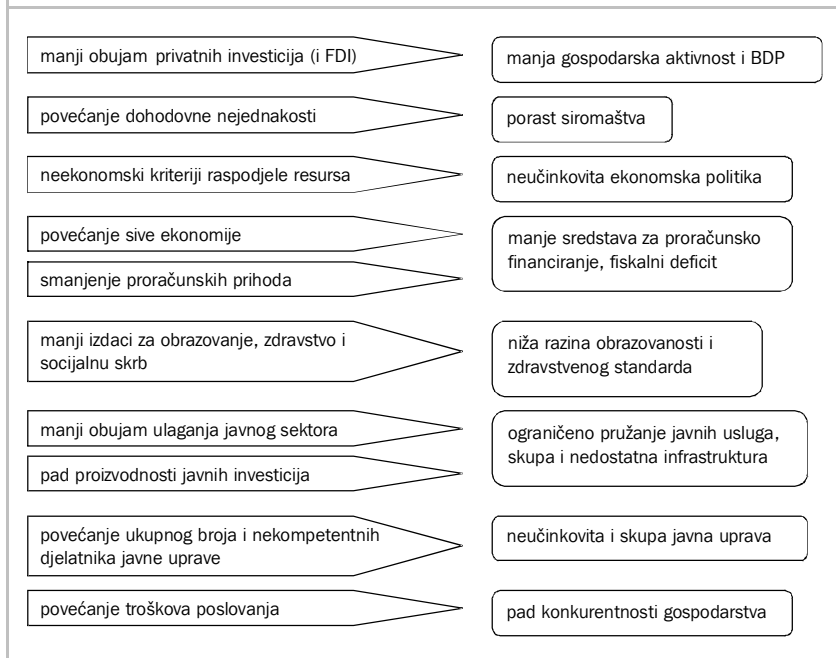 manji obujam privatnih investicija (i FDI)
manja gospodarska aktivnost i BDP
povećanje dohodovne nejednakosti
porast siromaštva
neekonomski kriteriji raspodjele resursa
neučinkovita ekonomska politika
povećanje sive ekonomije
smanjenje proračunskih prihoda
manje sredstava za proračunsko
financiranje, fiskalni deficit
manji izdaci za obrazovanje, zdravstvo i
socijalnu skrb
niža razina obrazovanosti i
zdravstvenog standarda
manji obujam ulaganja javnog sektora
pad proizvodnosti javnih investicija
ograničeno pružanje javnih usluga,
skupa i nedostatna infrastruktura
povećanje ukupnog broja i nekompetentnih
djelatnika javne uprave
neučinkovita i skupa javna uprava
povećanje troškova poslovanja
pad konkurentnosti gospodarstva